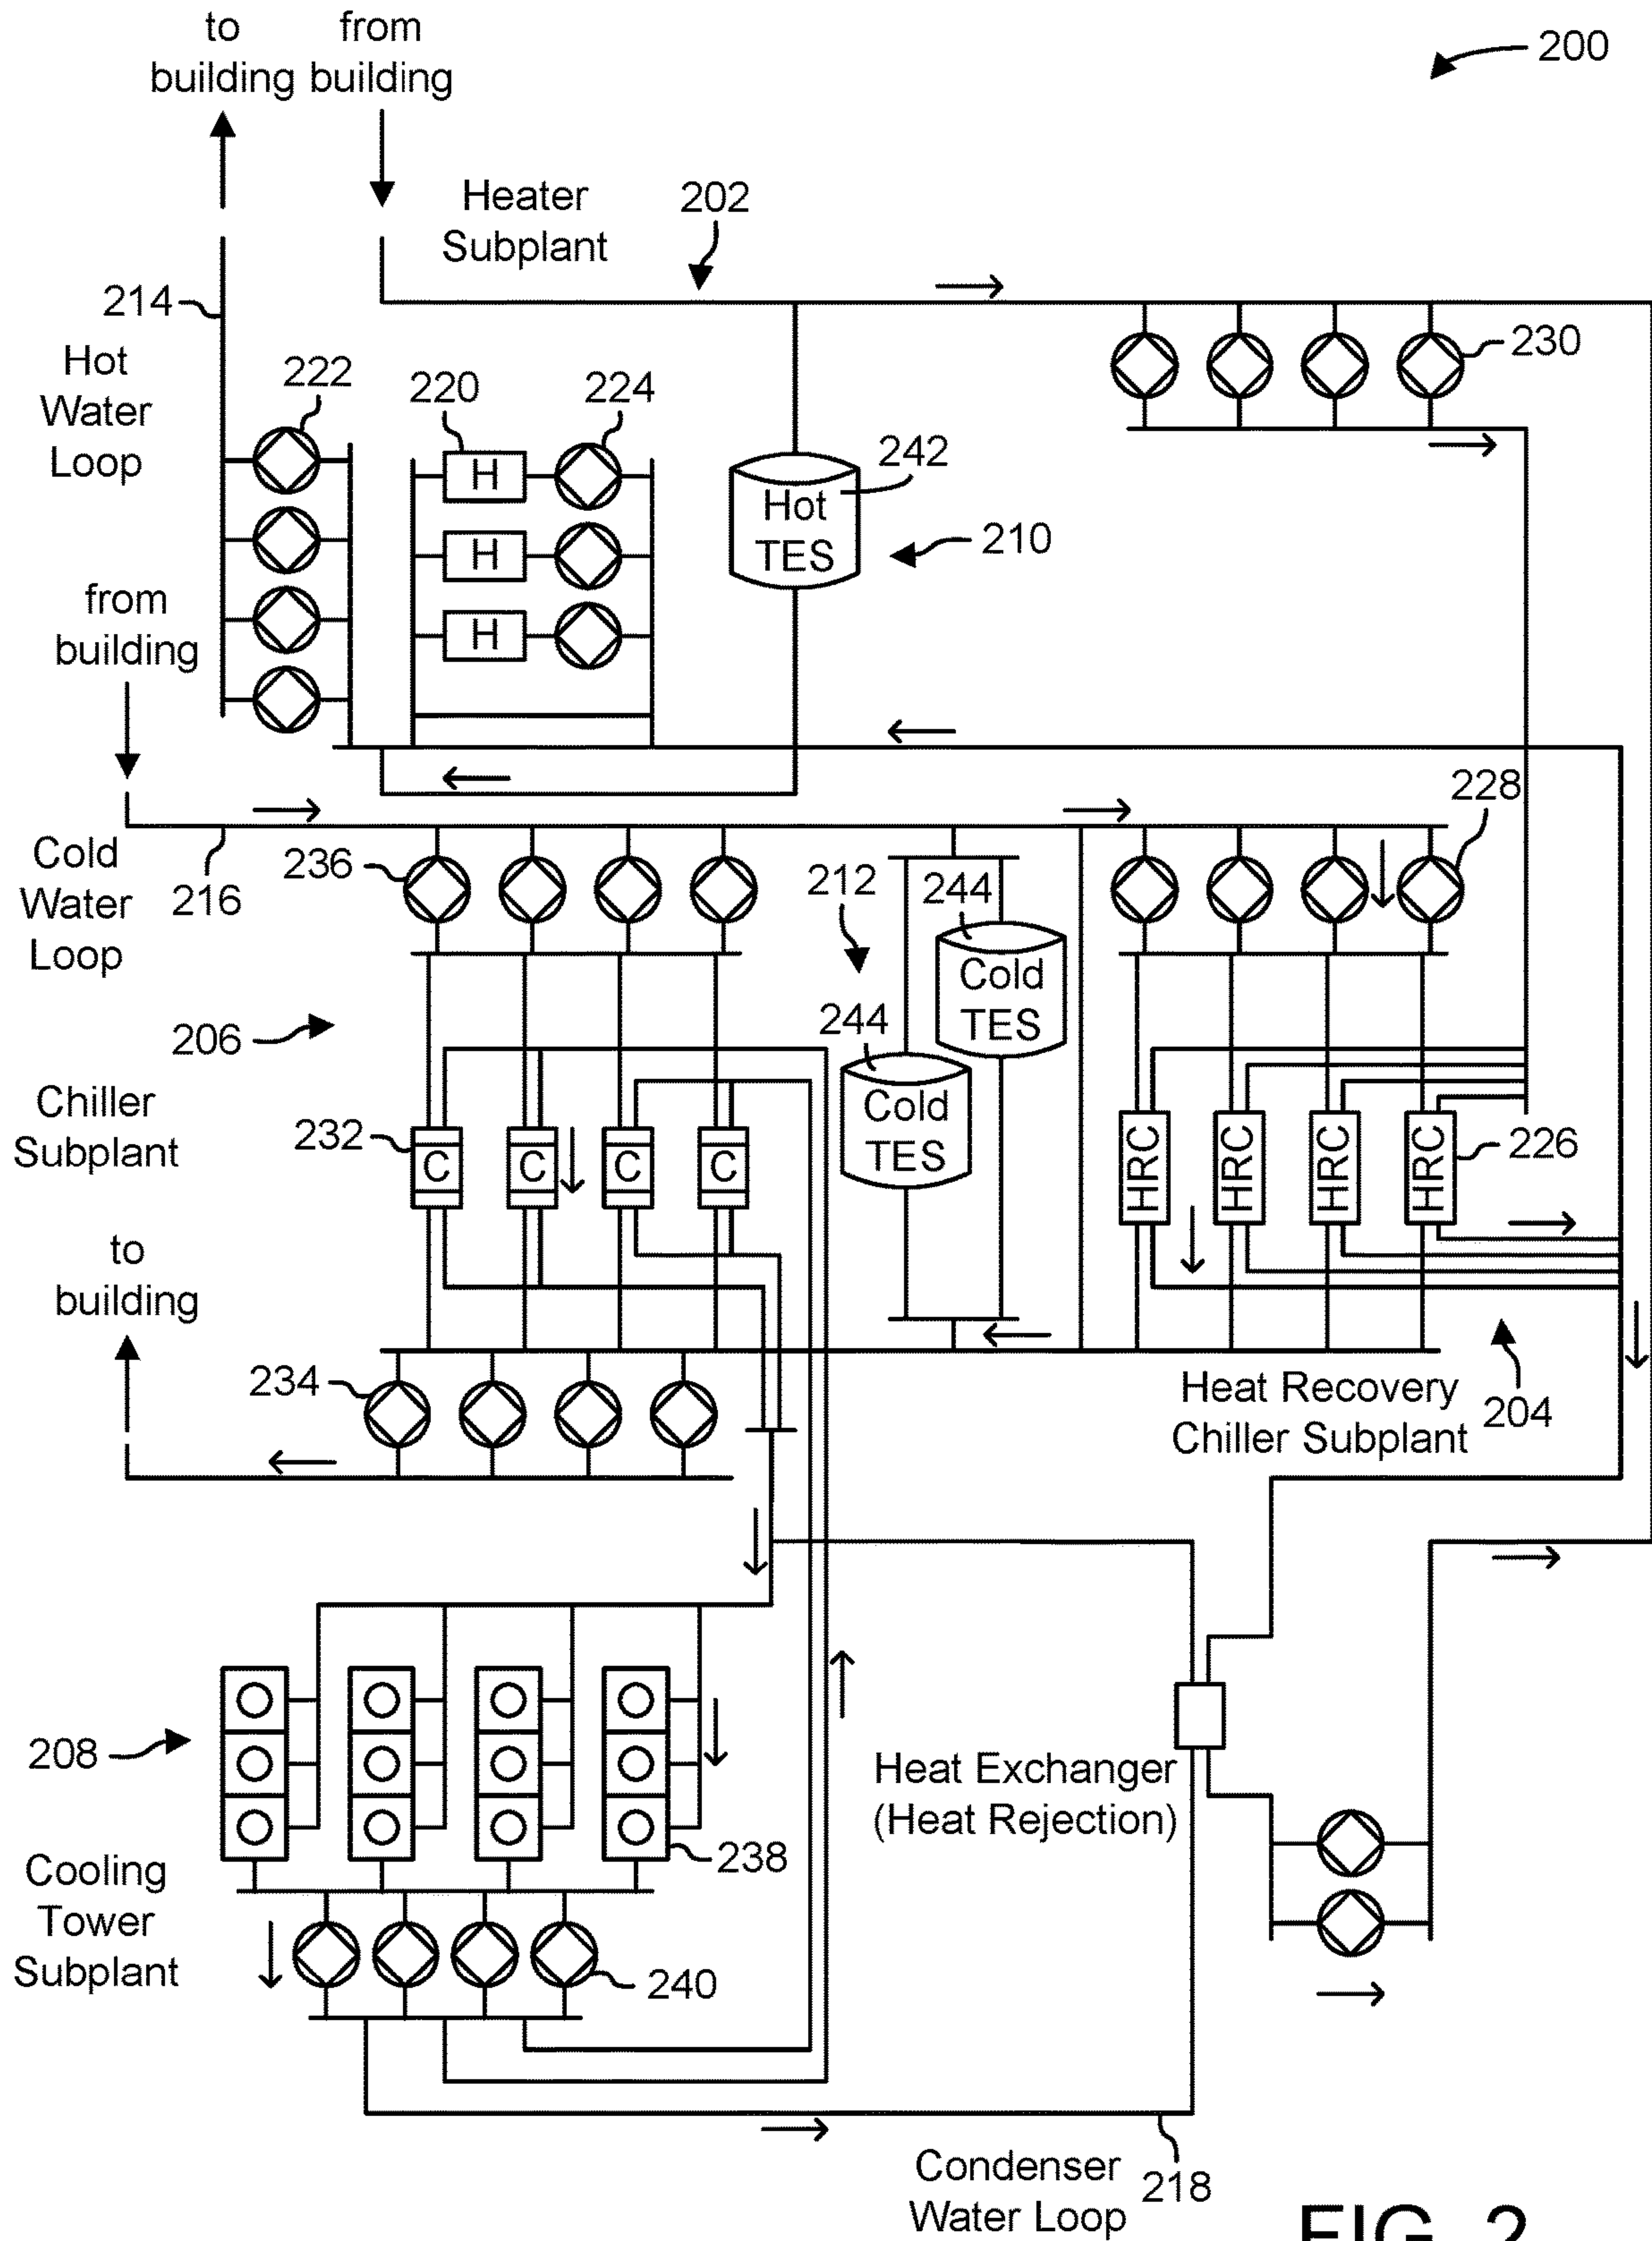 to from
building building
200
Heater
Subplant
202
214
Hot
Water
Loop
222
220
224
230
H
242
Hot
TES
210
H
from
building
H
228
Cold
Water
Loop
216
236
212
244
Cold
TES
206
244
Cold
TES
Chiller
Subplant
232
C C C C
HRC HRC HRC HRC
226
to
building
234
Heat Recovery
Chiller Subplant
204
208
Heat Exchanger
(Heat Rejection)
238
Cooling
Tower
Subplant
240
Condenser
Water Loop
218
FIG. 2